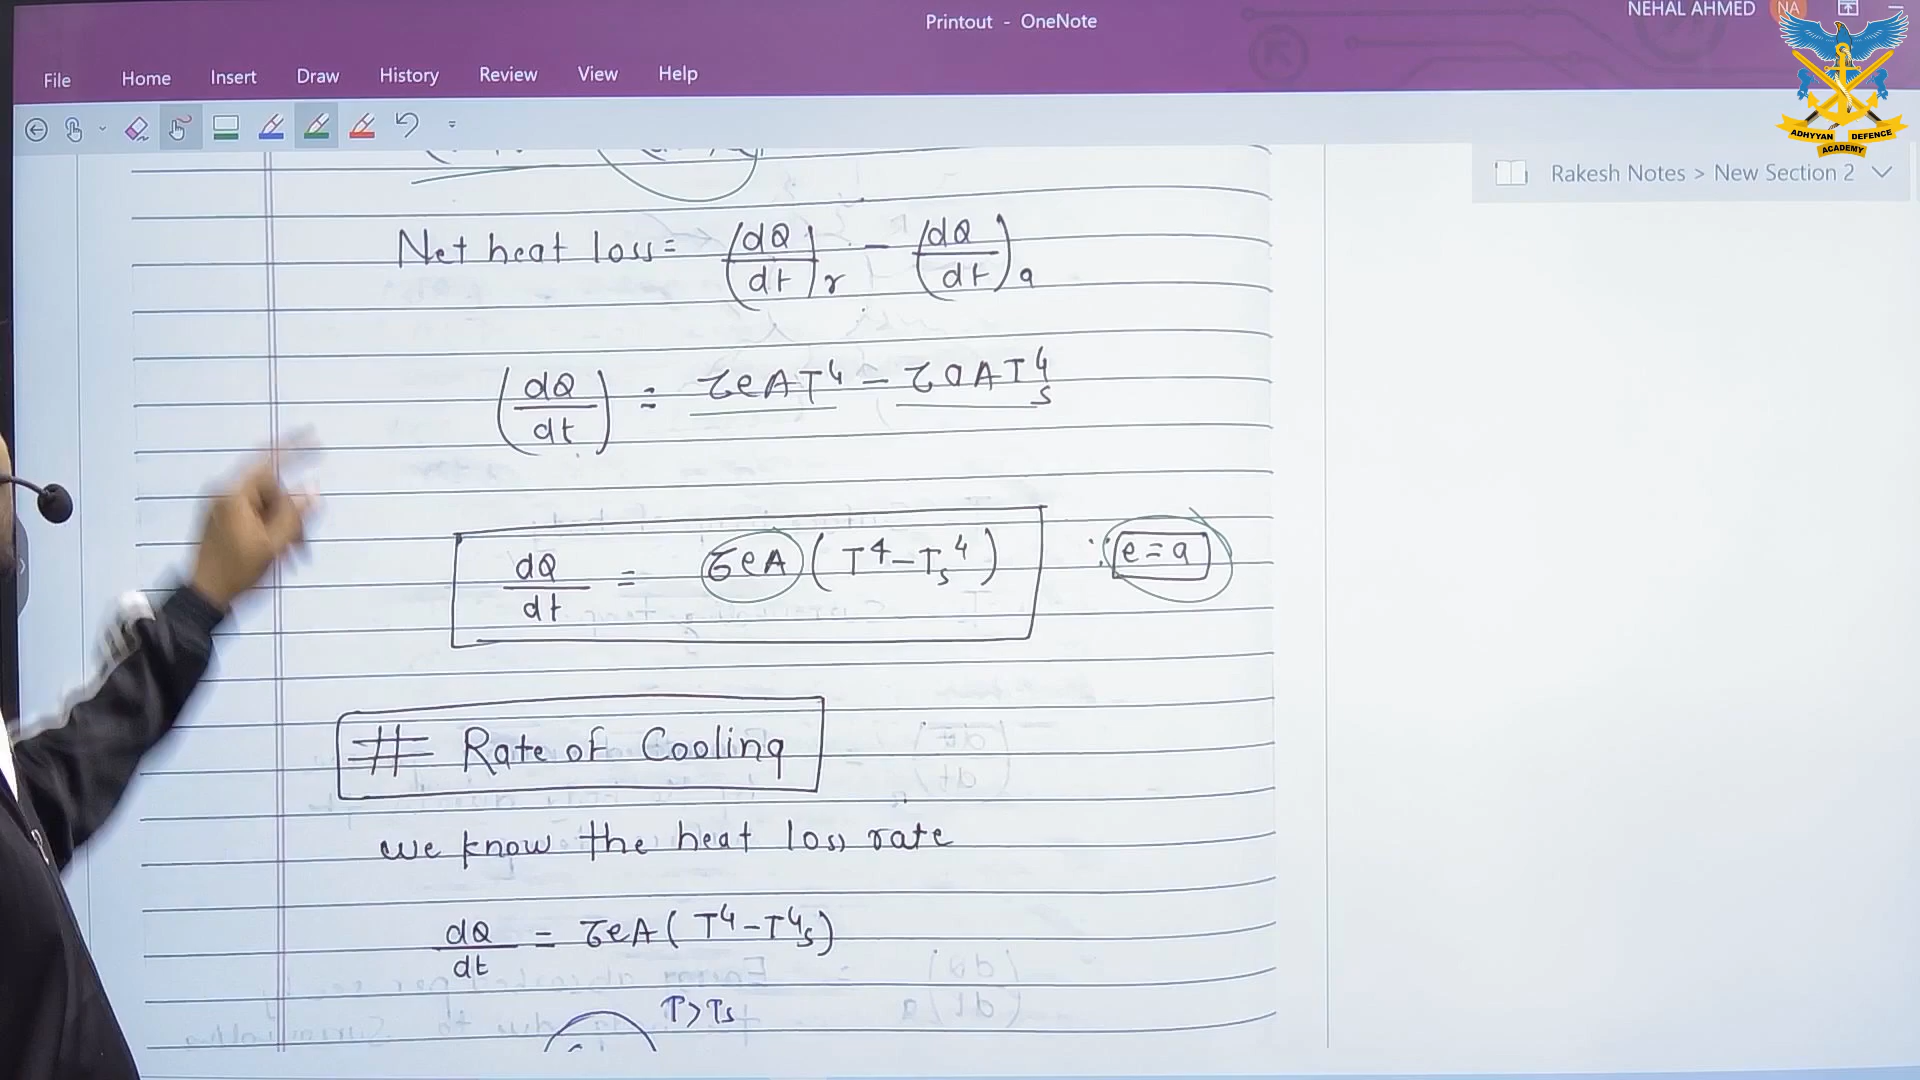 Printout - OneNote
NEHAL AHMED NA
File Home Insert Draw History Review View Help
ADHYYAN DEFENCE
ACADEMY
Rakesh Notes > New Section 2
Net heat loss = (dQ/dt)r - (dQ/dt)a
(dQ/dt) = σeAT⁴ - σaATs⁴
dQ/dt = σeA (T⁴ - Ts⁴) ∵ e = a
# Rate of Cooling
we know the heat loss rate
dQ/dt = σeA (T⁴ - T⁴s)
T > Ts